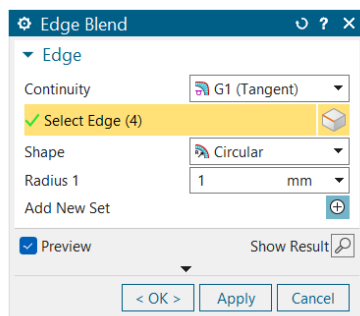 Edge Blend ? X
Edge
Continuity G1 (Tangent)
Select Edge (4)
Shape Circular
Radius 1 1 mm
Add New Set
Preview Show Result
< OK > Apply Cancel